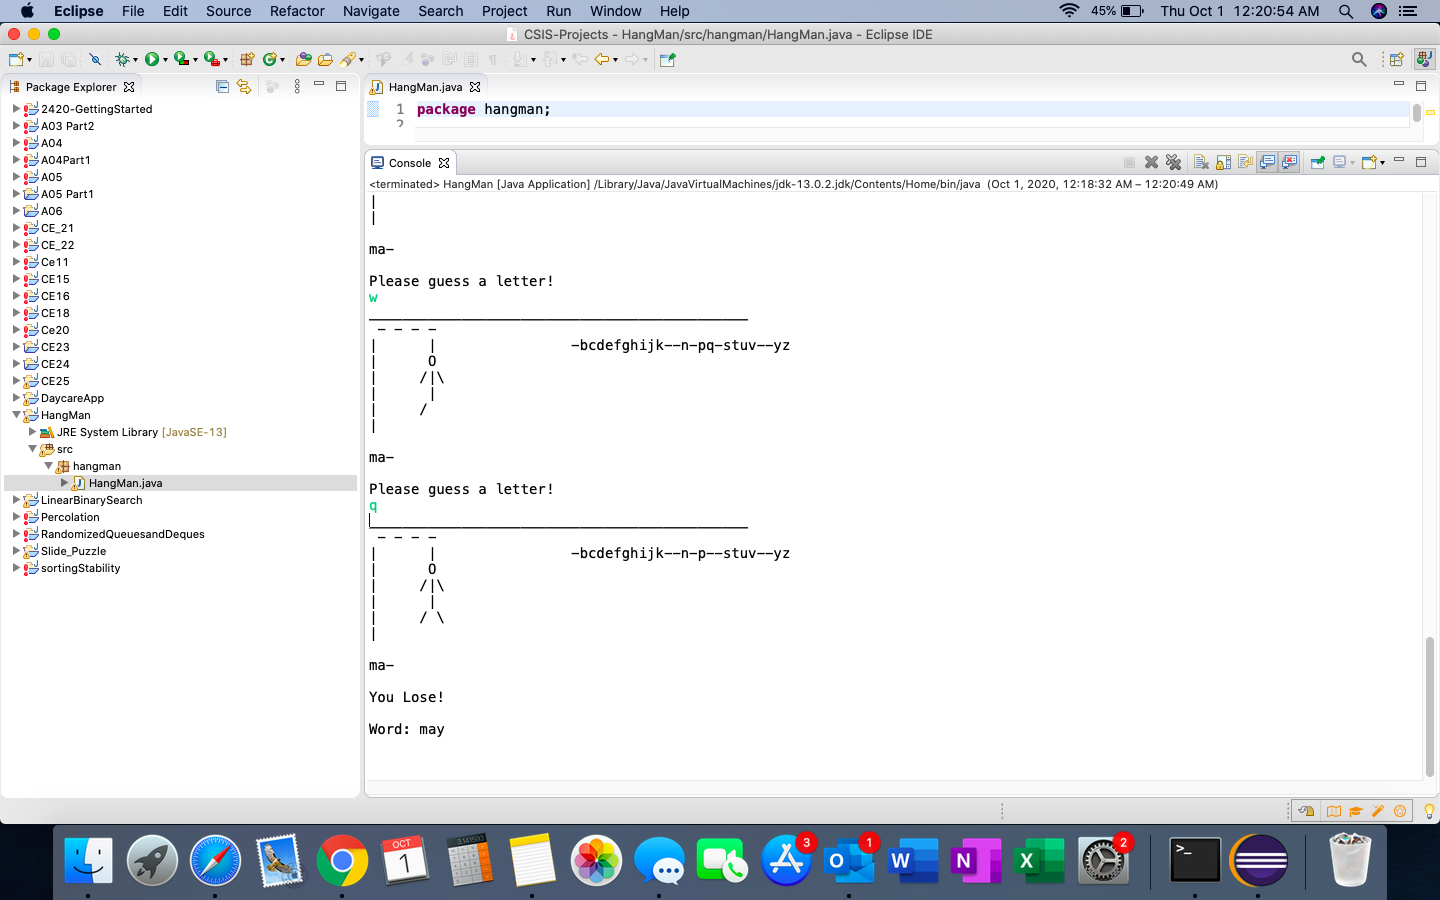 Eclipse File Edit Source Refactor Navigate Search Project Run Window Help 45% Thu Oct 1 12:20:54 AM
CSIS-Projects - HangMan/src/hangman/HangMan.java - Eclipse IDE
Package Explorer
2420-GettingStarted
A03 Part2
A04
A04Part1
A05
A05 Part1
A06
CE_21
CE_22
Ce11
CE15
CE16
CE18
Ce20
CE23
CE24
CE25
DaycareApp
HangMan
JRE System Library [JavaSE-13]
src
hangman
HangMan.java
LinearBinarySearch
Percolation
RandomizedQueuesandDeques
Slide_Puzzle
sortingStability
HangMan.java
1 package hangman;
2
Console
<terminated> HangMan [Java Application] /Library/Java/JavaVirtualMachines/jdk-13.0.2.jdk/Contents/Home/bin/java (Oct 1, 2020, 12:18:32 AM – 12:20:49 AM)
|
|
ma-
Please guess a letter!
w
_____________________________________________
 - - - -
|      |                -bcdefghijk--n-pq-stuv--yz
|      O
|     /|\
|      |
|     /
|
ma-
Please guess a letter!
q
_____________________________________________
 - - - -
|      |                -bcdefghijk--n-p--stuv--yz
|      O
|     /|\
|      |
|     / \
|
ma-
You Lose!
Word: may
OCT
1
3
1
2